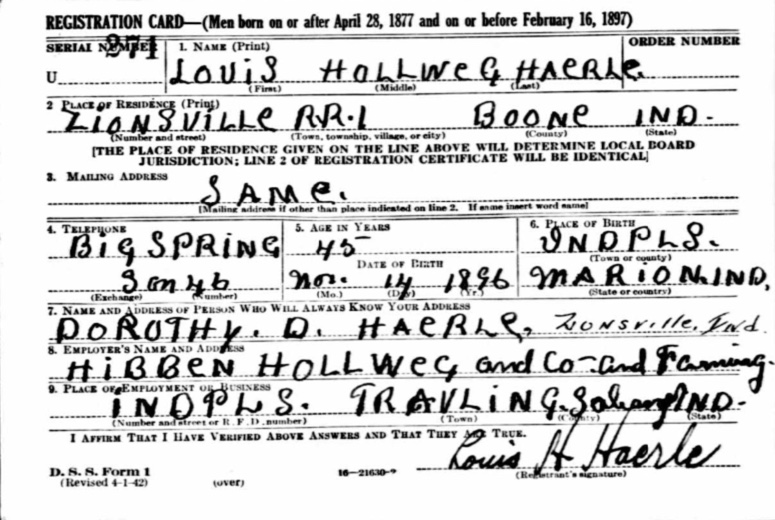 REGISTRATION CARD—(Men born on or after April 28, 1877 and on or before February 16, 1897)
SERIAL NUMBER 271 1. NAME (Print) ORDER NUMBER
U LOUIS HOLLWEG HAERLE.
(First) (Middle) (Last)
2 PLACE OF RESIDENCE (Print)
ZIONSVILLE R.R.1 BOONE IND.
(Number and street) (Town, township, village, or city) (County) (State)
[THE PLACE OF RESIDENCE GIVEN ON THE LINE ABOVE WILL DETERMINE LOCAL BOARD
JURISDICTION; LINE 2 OF REGISTRATION CERTIFICATE WILL BE IDENTICAL]
3. MAILING ADDRESS
SAME.
[Mailing address if other than place indicated on line 2. If same insert word same]
4. TELEPHONE 5. AGE IN YEARS 6. PLACE OF BIRTH
BIG SPRING 45 INDPLS.
DATE OF BIRTH (Town or county)
Nov. 14 1896 MARION. IND.
(Exchange) (Number) (Mo.) (Day) (Yr.) (State or country)
7. NAME AND ADDRESS OF PERSON WHO WILL ALWAYS KNOW YOUR ADDRESS
DOROTHY. D. HAERLE, Zionsville, Ind
8. EMPLOYER'S NAME AND ADDRESS
HIBBEN HOLLWEG and Co - and Farming.
9. PLACE OF EMPLOYMENT OR BUSINESS
INDPLS. TRAVLING. IND.
(Number and street or R. F. D. number) (Town) (County) (State)
I AFFIRM THAT I HAVE VERIFIED ABOVE ANSWERS AND THAT THEY ARE TRUE.
Louis H Haerle
D. S. S. Form 1 16—21630-2 (Registrant's signature)
(Revised 4-1-42) (over)